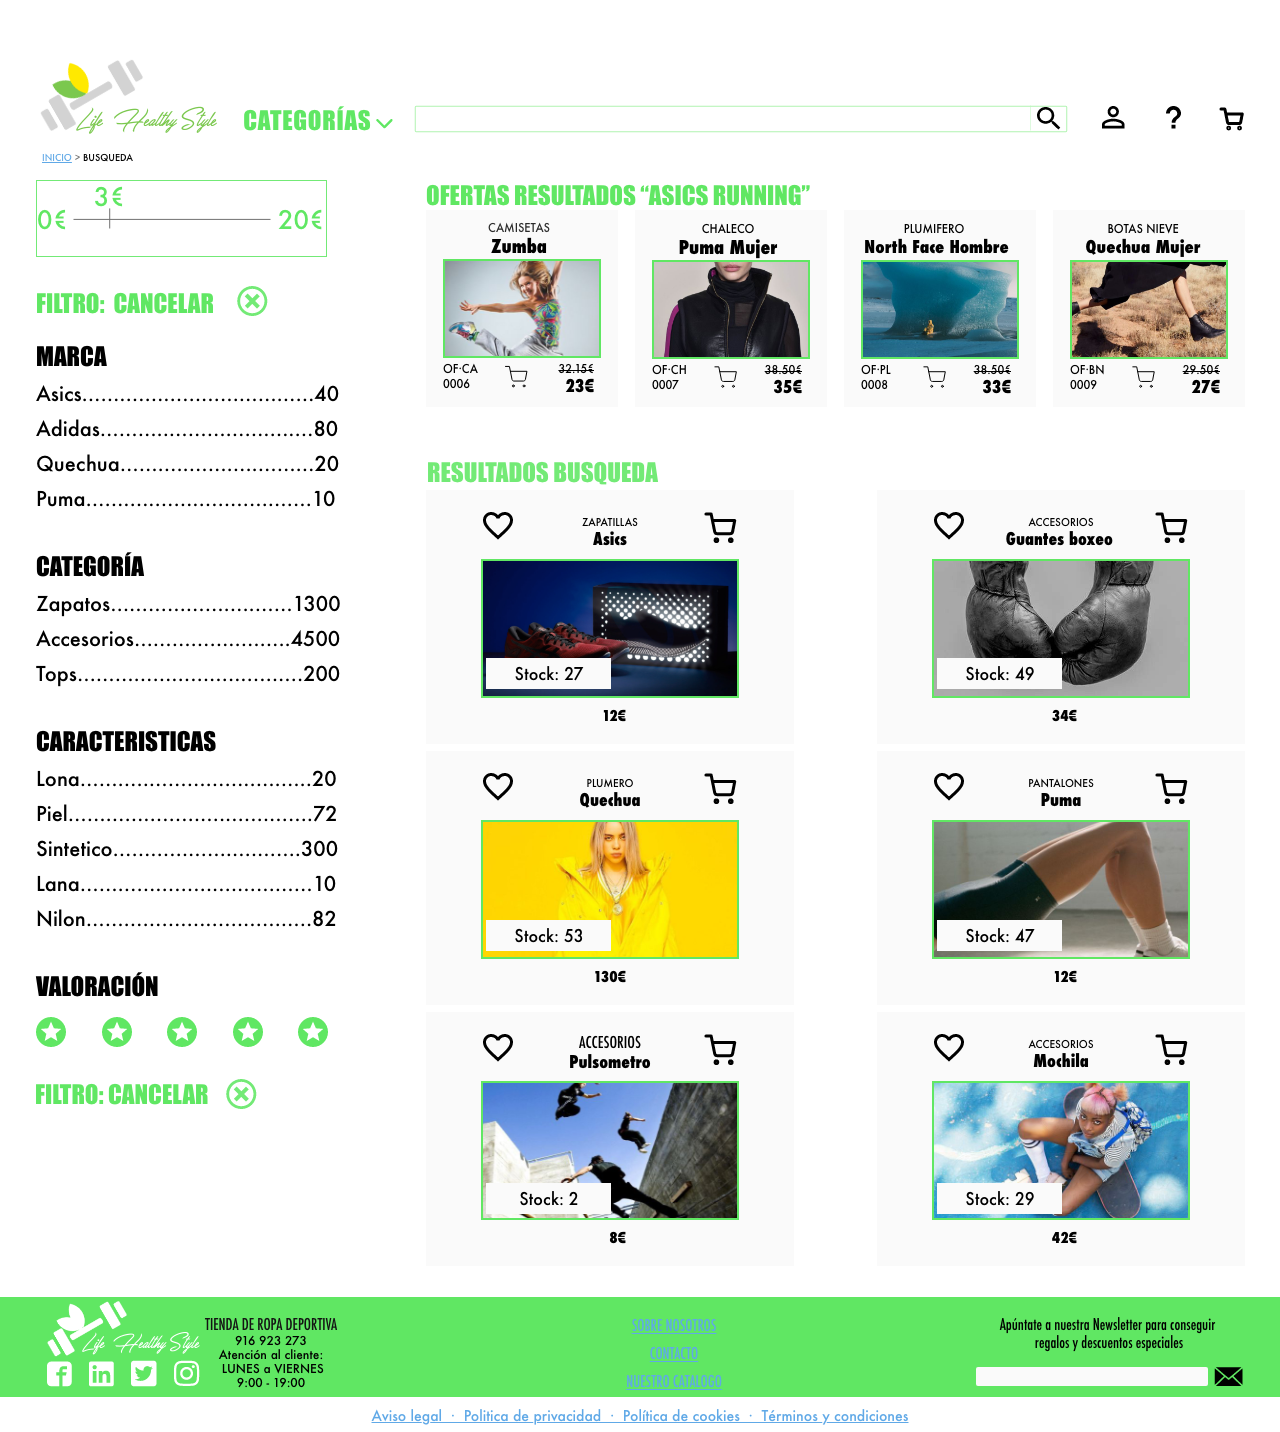 Life Healthy Style
CATEGORÍAS
INICIO > BUSQUEDA
3€
0€
20€
FILTRO: CANCELAR
MARCA
Asics.....................................40
Adidas..................................80
Quechua...............................20
Puma....................................10
CATEGORÍA
Zapatos.............................1300
Accesorios.........................4500
Tops....................................200
CARACTERISTICAS
Lona.....................................20
Piel.......................................72
Sintetico..............................300
Lana.....................................10
Nilon....................................82
VALORACIÓN
FILTRO: CANCELAR
OFERTAS RESULTADOS “ASICS RUNNING”
CAMISETAS
Zumba
OF·CA
0006
32.15€
23€
CHALECO
Puma Mujer
OF·CH
0007
38.50€
35€
PLUMIFERO
North Face Hombre
OF·PL
0008
38.50€
33€
BOTAS NIEVE
Quechua Mujer
OF·BN
0009
29.50€
27€
RESULTADOS BUSQUEDA
ZAPATILLAS
Asics
Stock: 27
12€
ACCESORIOS
Guantes boxeo
Stock: 49
34€
PLUMERO
Quechua
Stock: 53
130€
PANTALONES
Puma
Stock: 47
12€
ACCESORIOS
Pulsometro
Stock: 2
8€
ACCESORIOS
Mochila
Stock: 29
42€
Life Healthy Style
TIENDA DE ROPA DEPORTIVA
916 923 273
Atención al cliente:
LUNES a VIERNES
9:00 - 19:00
SOBRE NOSOTROS
CONTACTO
NUESTRO CATALOGO
Apúntate a nuestra Newsletter para conseguir
regalos y descuentos especiales
Aviso legal · Politica de privacidad · Política de cookies · Términos y condiciones